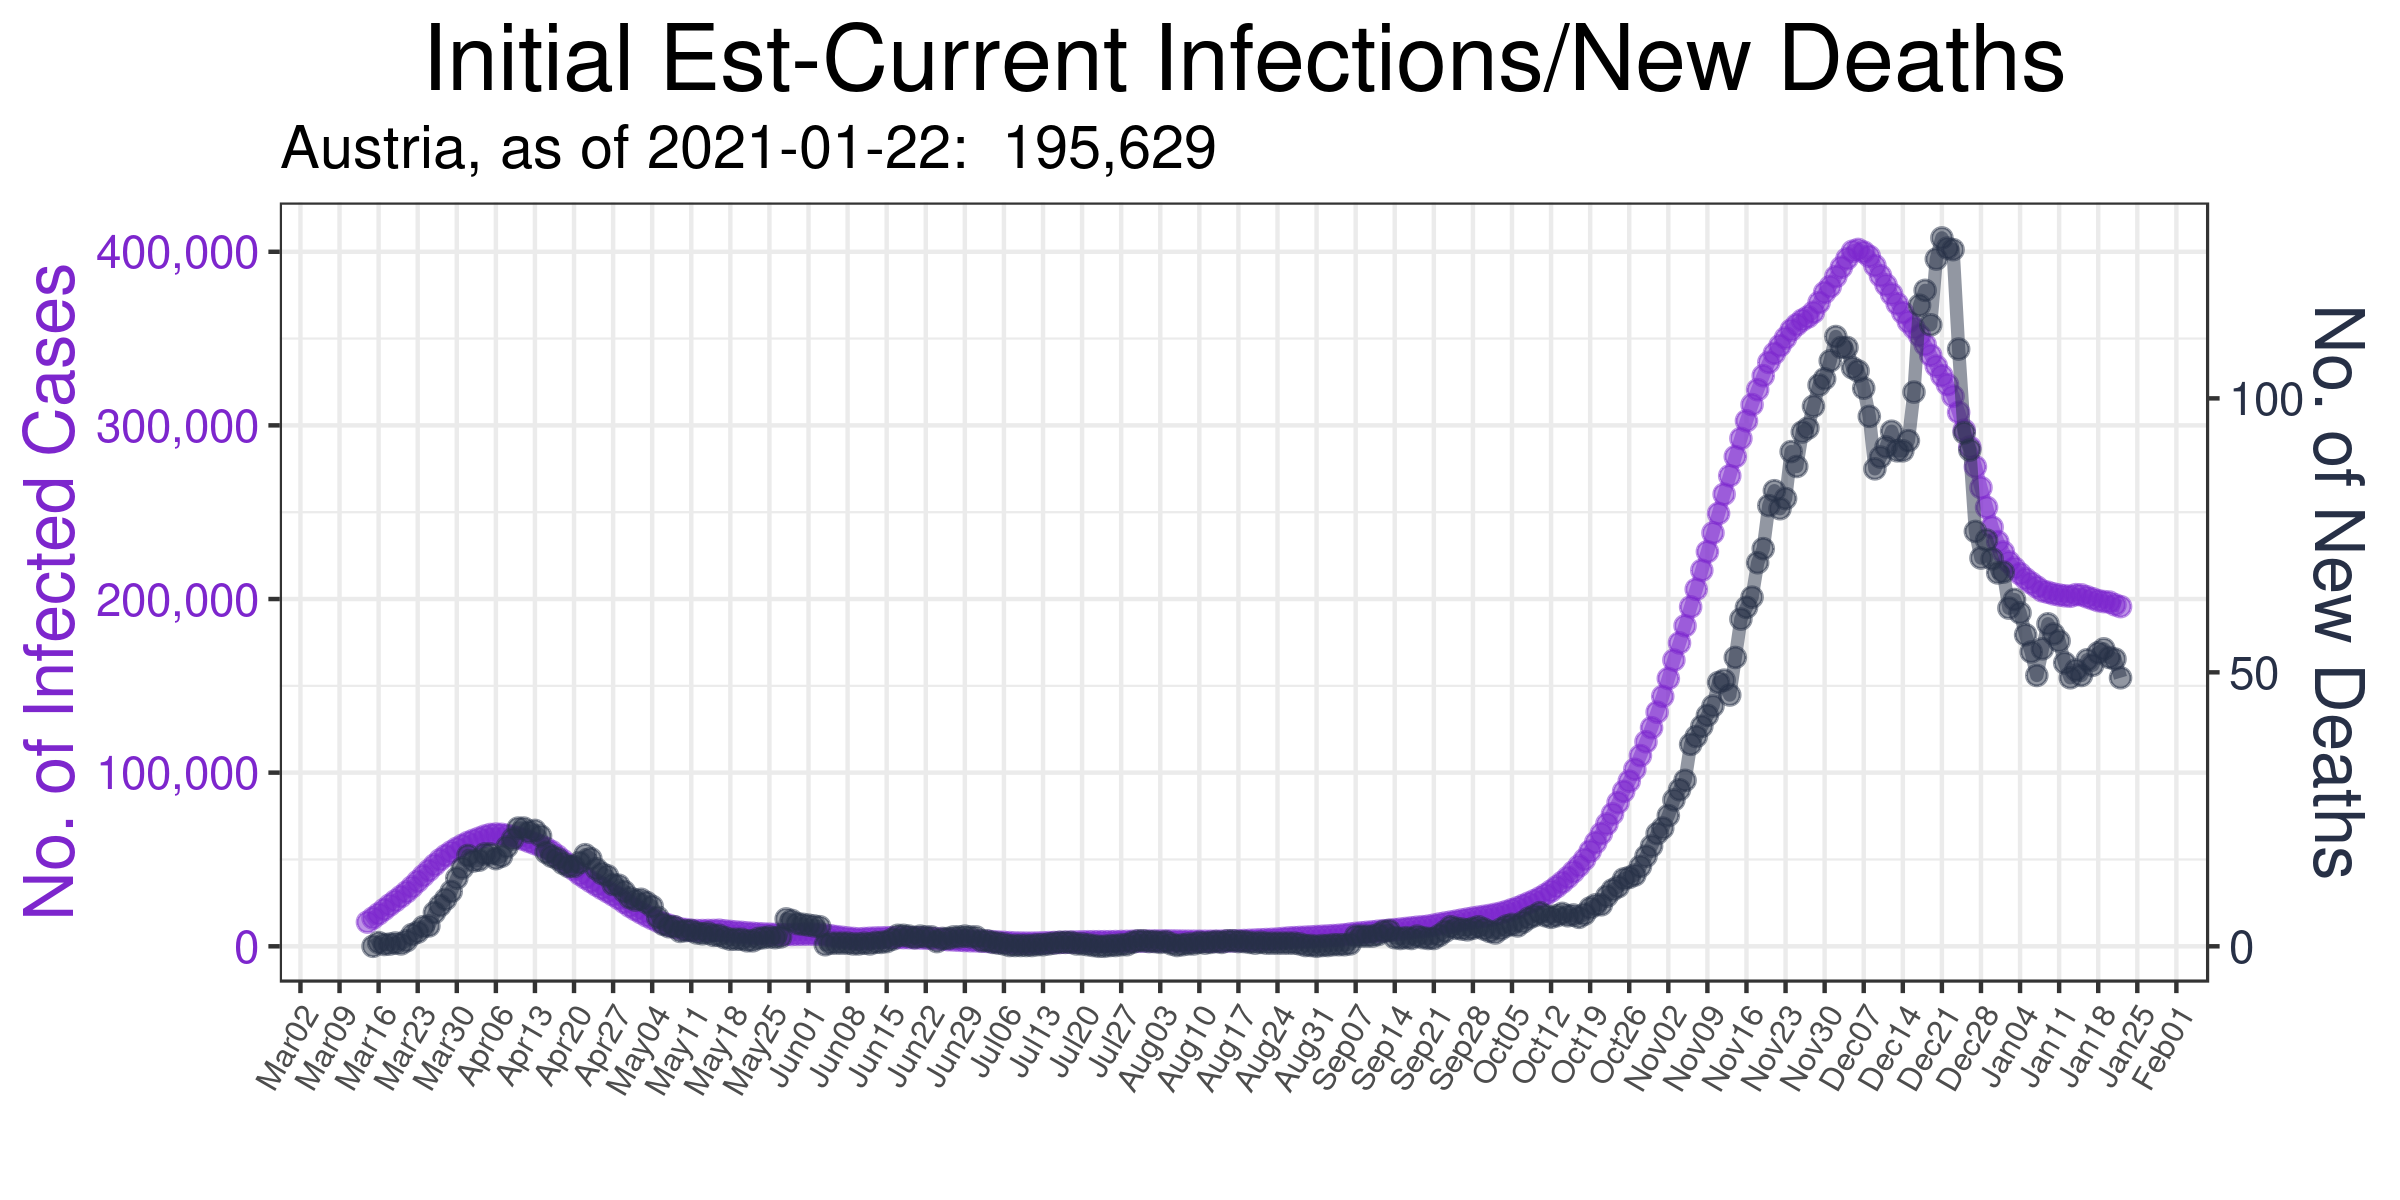 Initial Est-Current Infections/New Deaths
Austria, as of 2021-01-22:  195,629
No. of Infected Cases
400,000
300,000
200,000
100,000
0
100
50
0
No. of New Deaths
Mar02
Mar09
Mar16
Mar23
Mar30
Apr06
Apr13
Apr20
Apr27
May04
May11
May18
May25
Jun01
Jun08
Jun15
Jun22
Jun29
Jul06
Jul13
Jul20
Jul27
Aug03
Aug10
Aug17
Aug24
Aug31
Sep07
Sep14
Sep21
Sep28
Oct05
Oct12
Oct19
Oct26
Nov02
Nov09
Nov16
Nov23
Nov30
Dec07
Dec14
Dec21
Dec28
Jan04
Jan11
Jan18
Jan25
Feb01